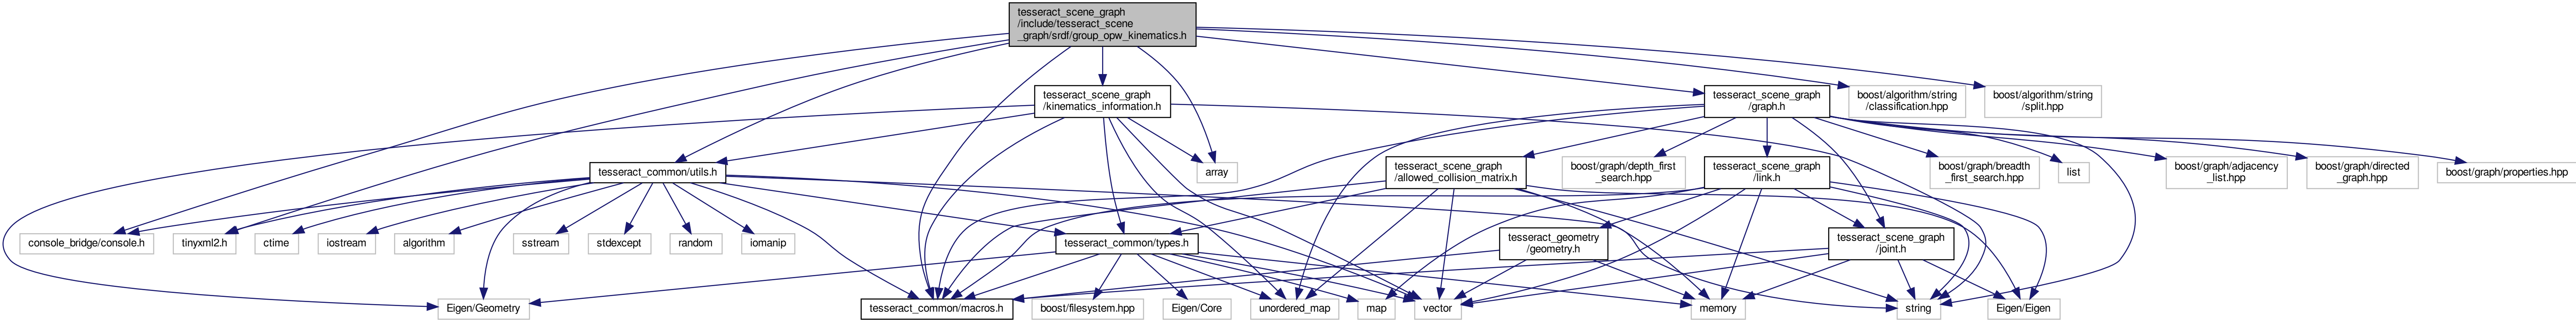 tesseract_scene_graph
/include/tesseract_scene
_graph/srdf/group_opw_kinematics.h
tesseract_scene_graph
/kinematics_information.h
tesseract_scene_graph
/graph.h
boost/algorithm/string
/classification.hpp
boost/algorithm/string
/split.hpp
tesseract_common/utils.h
array
tesseract_scene_graph
/allowed_collision_matrix.h
boost/graph/depth_first
_search.hpp
tesseract_scene_graph
/link.h
boost/graph/breadth
_first_search.hpp
list
boost/graph/adjacency
_list.hpp
boost/graph/directed
_graph.hpp
boost/graph/properties.hpp
console_bridge/console.h
tinyxml2.h
ctime
iostream
algorithm
sstream
stdexcept
random
iomanip
tesseract_common/types.h
tesseract_geometry
/geometry.h
tesseract_scene_graph
/joint.h
Eigen/Geometry
tesseract_common/macros.h
boost/filesystem.hpp
Eigen/Core
unordered_map
map
vector
memory
string
Eigen/Eigen